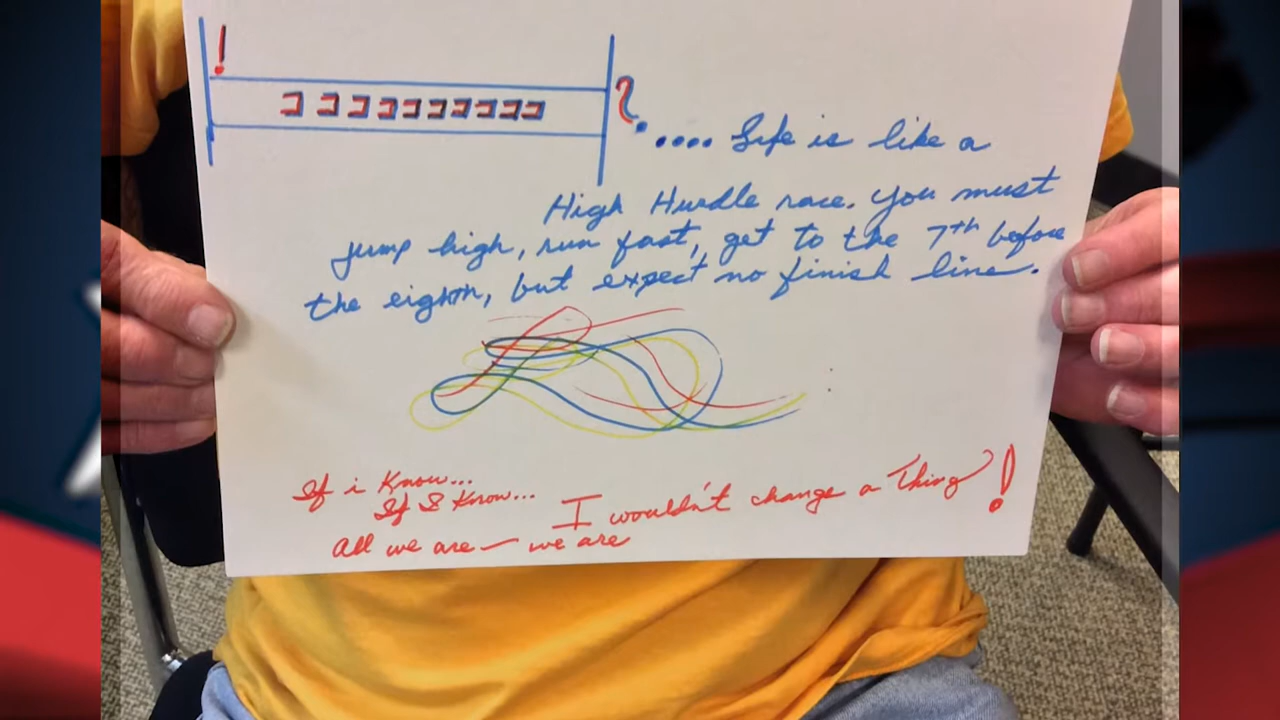 !
?
.... Life is like a
High Hurdle race. You must
jump high, run fast, get to the 7th before
the eighth, but expect no finish line.
If i Know...
If I Know... I wouldn't change a Thing!
All we are — we are